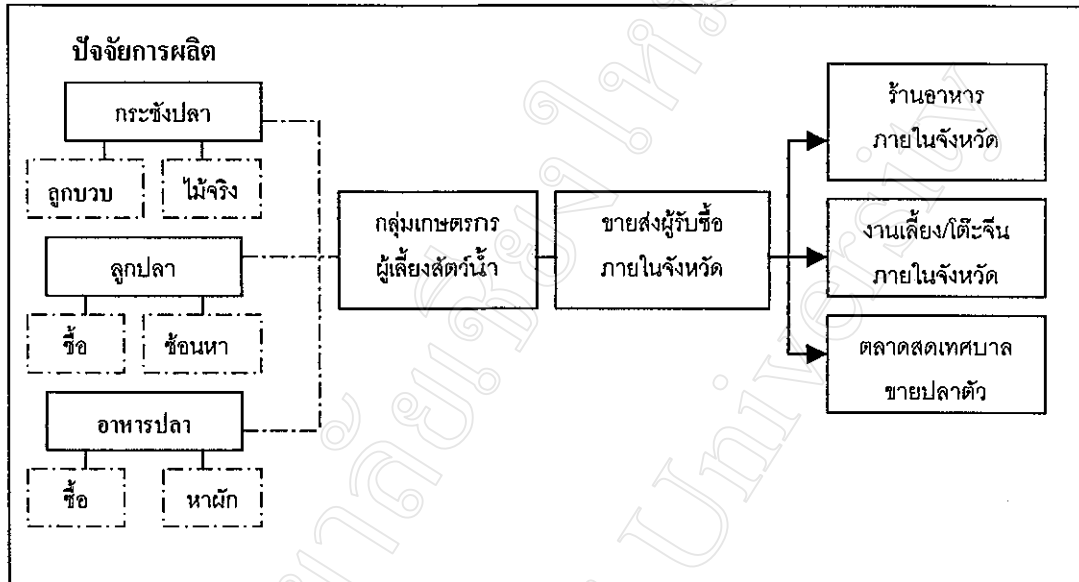 ปัจจัยการผลิต
กระชังปลา
ลูกบวบ
ไม้จริง
ลูกปลา
ซื้อ
ช้อนหา
อาหารปลา
ซื้อ
หาผัก
กลุ่มเกษตรกร
ผู้เลี้ยงสัตว์น้ำ
ขายส่งผู้รับซื้อ
ภายในจังหวัด
ร้านอาหาร
ภายในจังหวัด
งานเลี้ยง/โต๊ะจีน
ภายในจังหวัด
ตลาดสดเทศบาล
ขายปลาตัว
University